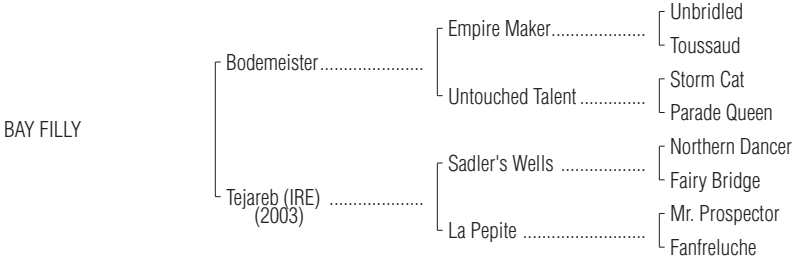 Unbridled
Empire Maker....................
Toussaud
Bodemeister......................
Storm Cat
Untouched Talent ..............
Parade Queen
BAY FILLY
Northern Dancer
Sadler's Wells ..................
Fairy Bridge
Tejareb (IRE) ....................
(2003)
Mr. Prospector
La Pepite ..........................
Fanfreluche